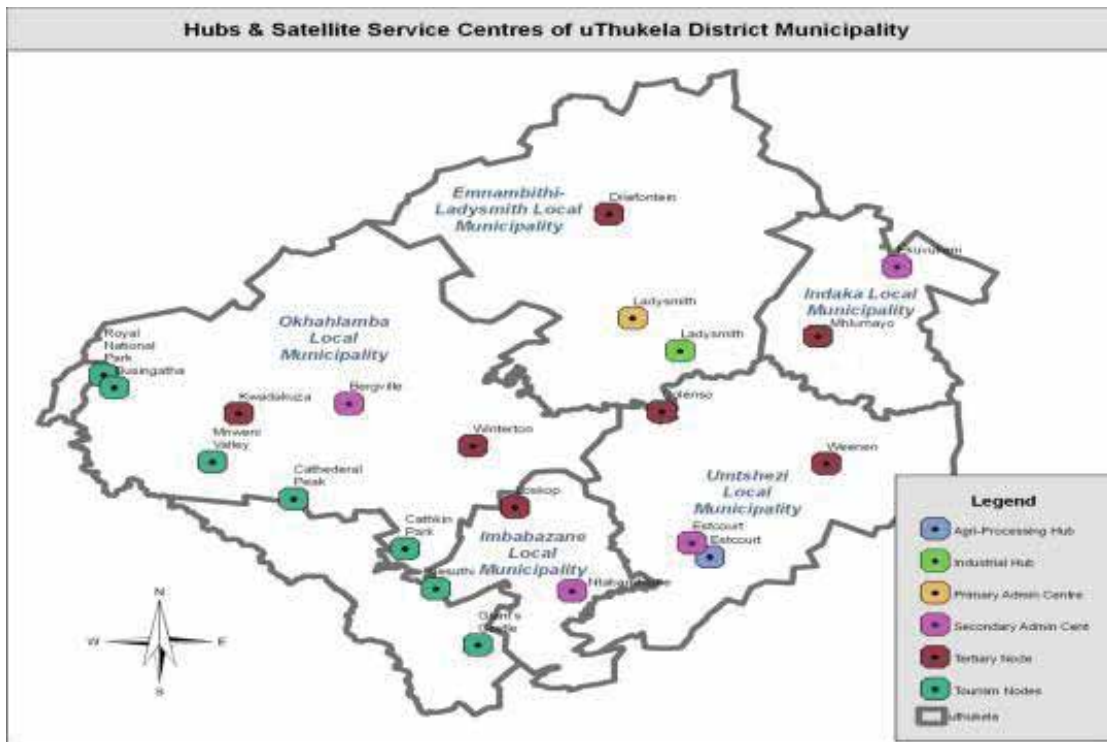 Hubs & Satellite Service Centres of uThukela District Municipality
Emnambithi-
Ladysmith Local
Municipality
Driefontein
Indaka Local
Municipality
Mhlumayo
Ladysmith
Ladysmith
Okhahlamba
Local
Municipality
Royal
National
Park
Busingatha
Kwadakuza
Bergville
Mnweni
Valley
Winterton
Cathederal
Peak
Weenen
Umtshezi
Local
Municipality
Estcourt
Estcourt
Cathkin
Park
Imbabazane
Local
Municipality
Giant's
Castle
N
W
E
S
Legend
Agri-Processing Hub
Industrial Hub
Primary Admin Centre
Secondary Admin Cent
Tertiary Node
Tourism Nodes
uthukela